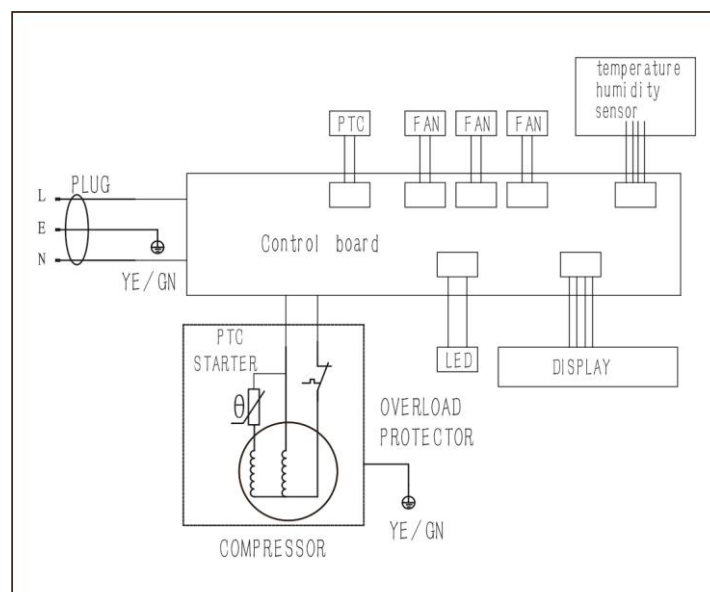 temperature
humidity
sensor
PTC
FAN
FAN
FAN
L
PLUG
E
N
YE/GN
Control board
PTC
STARTER
LED
DISPLAY
θ
OVERLOAD
PROTECTOR
YE/GN
COMPRESSOR